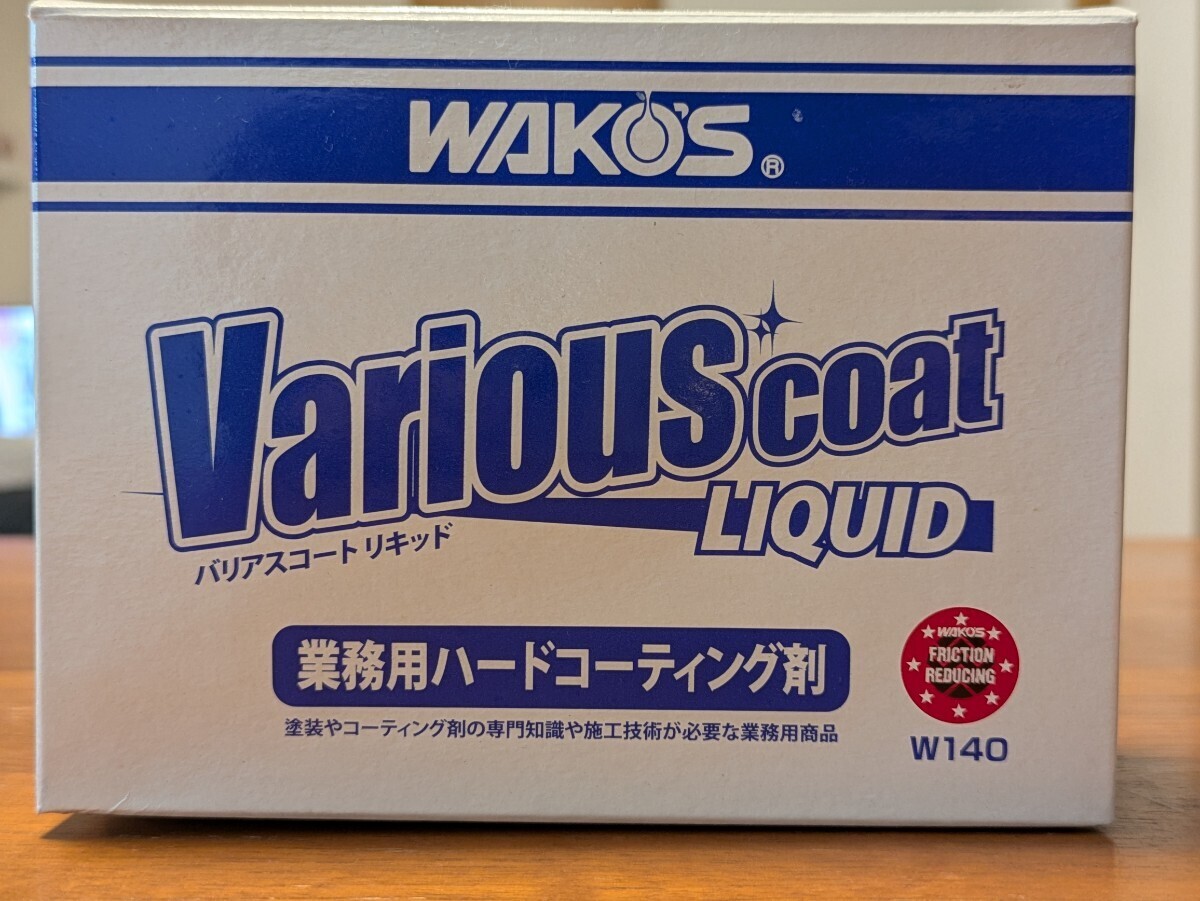 WAKO'S®
Various coat
LIQUID
バリアスコート リキッド
業務用ハードコーティング剤
塗装やコーティング剤の専門知識や施工技術が必要な業務用商品
WAKO'S
FRICTION
REDUCING
W140